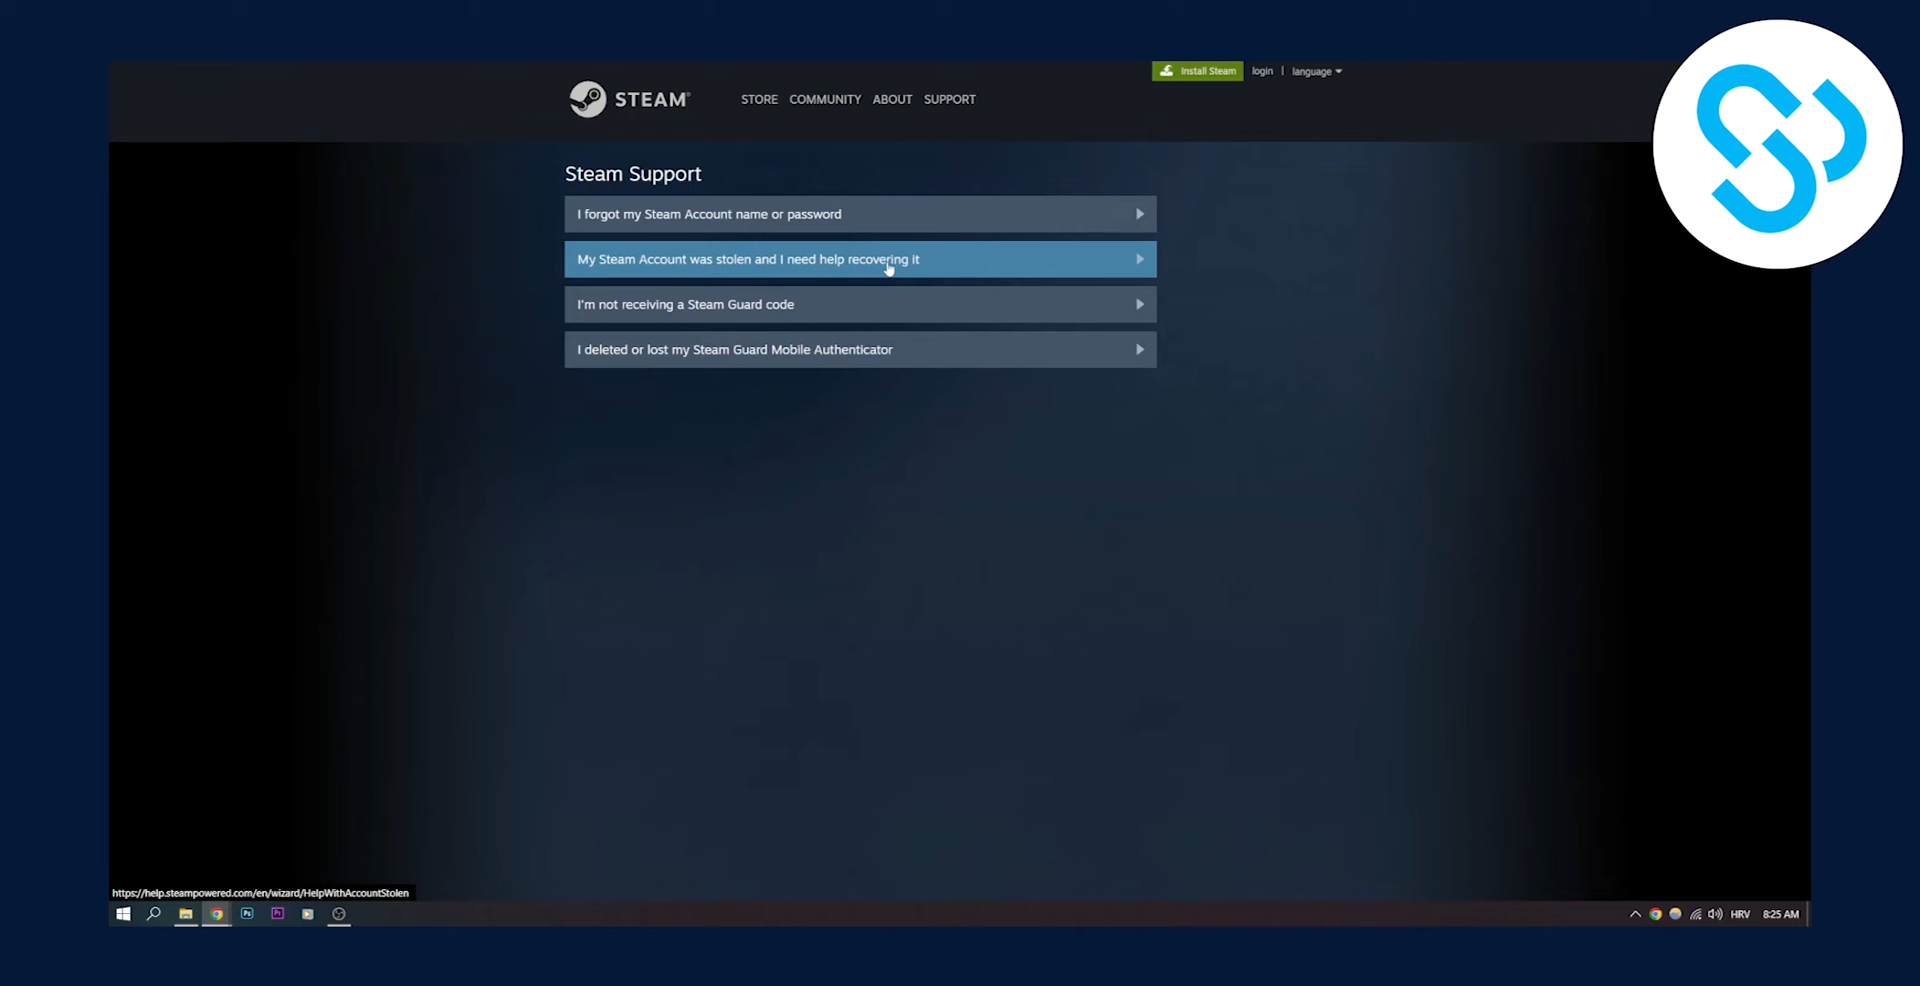 Install Steam login | language
STEAM®
STORE COMMUNITY ABOUT SUPPORT
Steam Support
I forgot my Steam Account name or password
My Steam Account was stolen and I need help recovering it
I'm not receiving a Steam Guard code
I deleted or lost my Steam Guard Mobile Authenticator
https://help.steampowered.com/en/wizard/HelpWithAccountStolen
Ps
Pr
HRV 8:25 AM